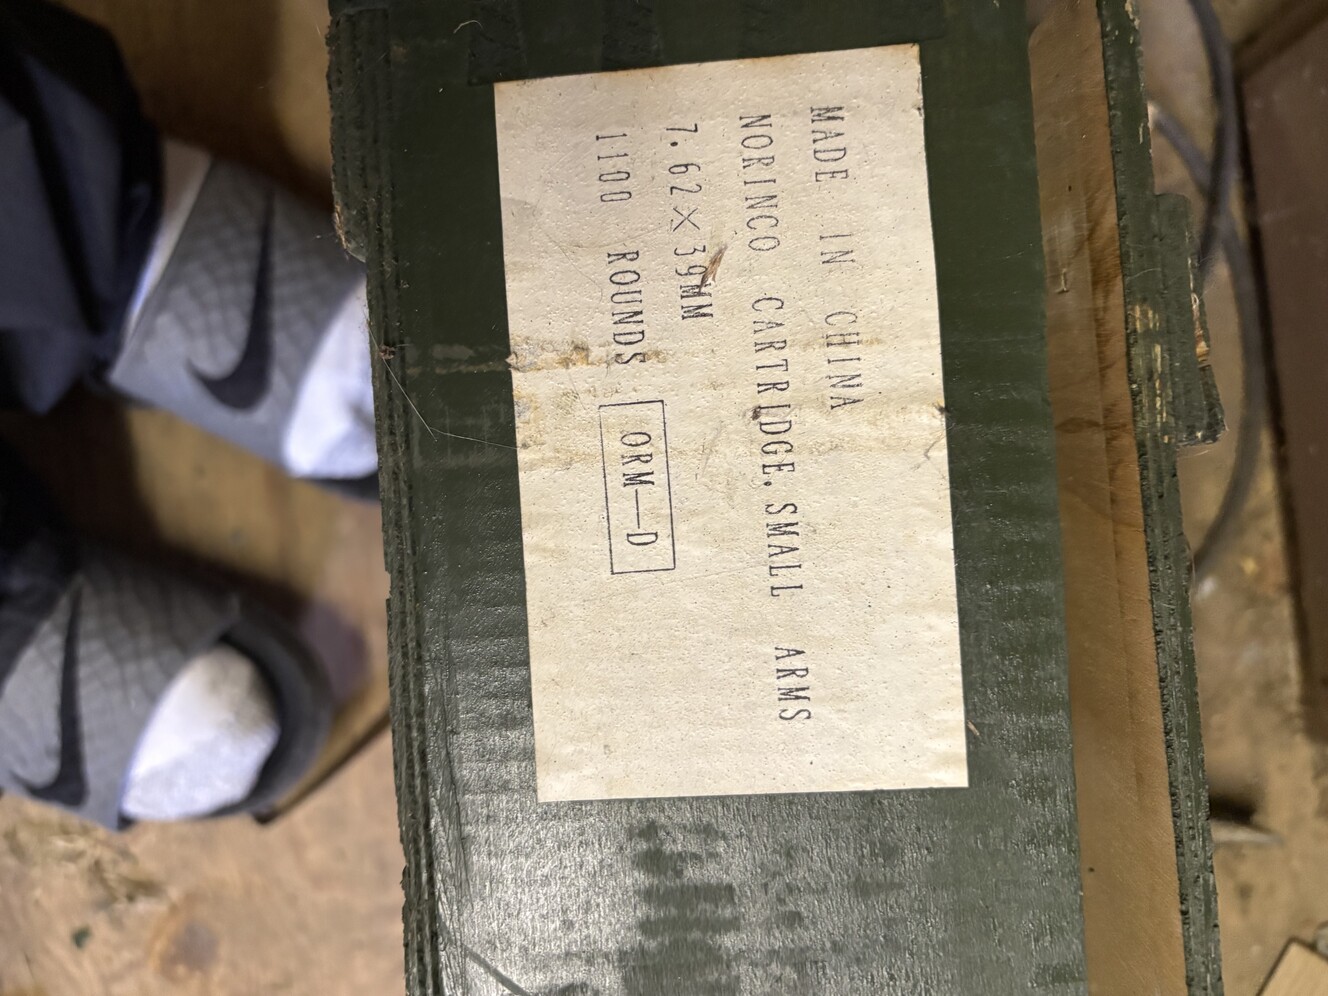 MADE IN CHINA
NORINCO CARTRIDGE, SMALL ARMS
7.62×39MM
1100 ROUNDS ORM—D